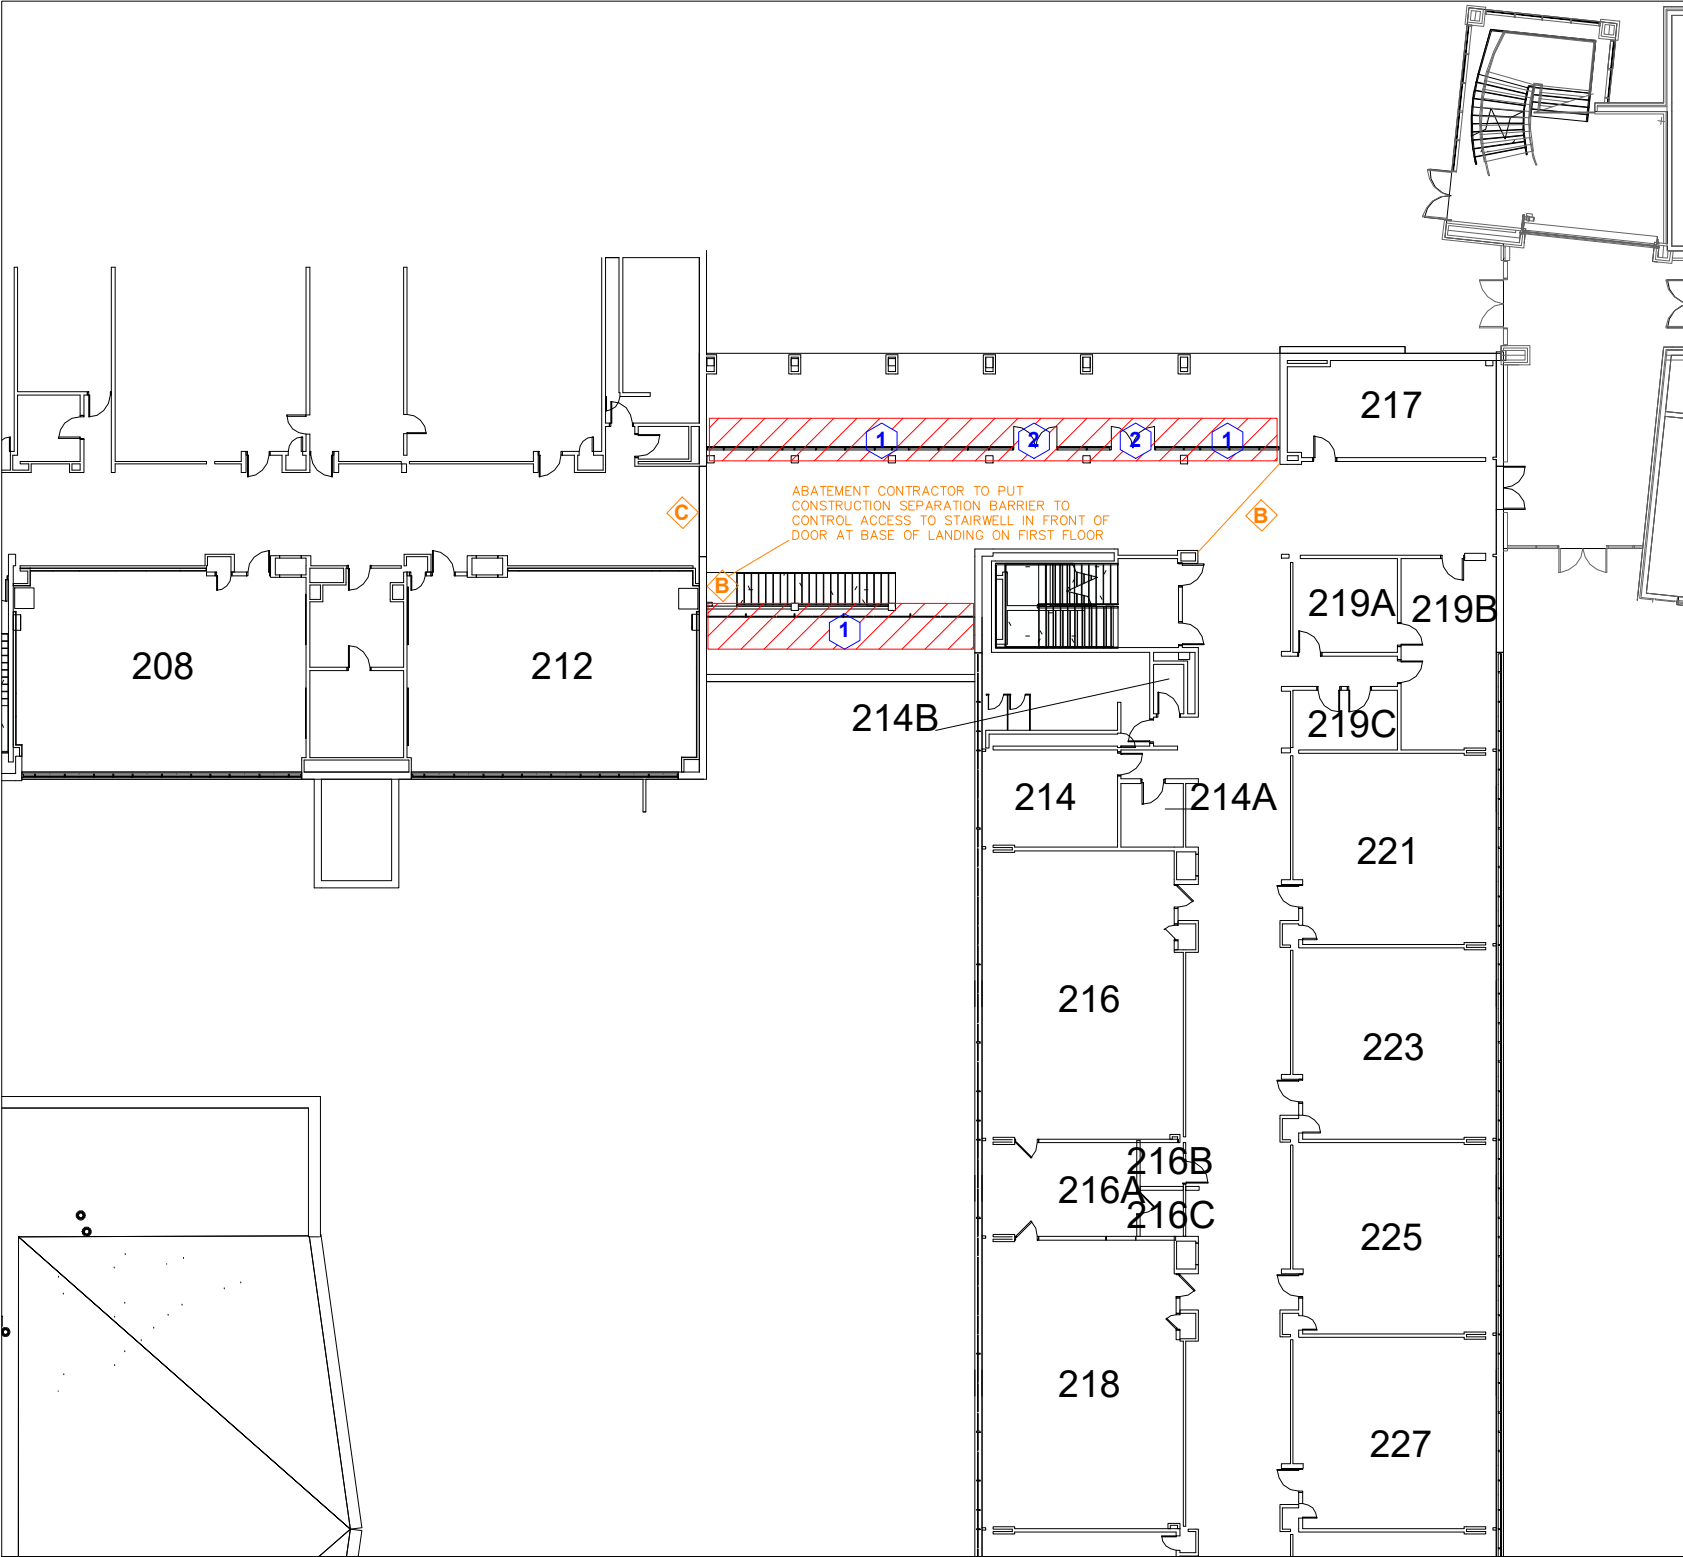 217
1
2
2
1
ABATEMENT CONTRACTOR TO PUT
CONSTRUCTION SEPARATION BARRIER TO
CONTROL ACCESS TO STAIRWELL IN FRONT OF
DOOR AT BASE OF LANDING ON FIRST FLOOR
C
B
B
1
219A
219B
208
212
214B
219C
214
214A
221
216
223
216B
216A
216C
225
218
227